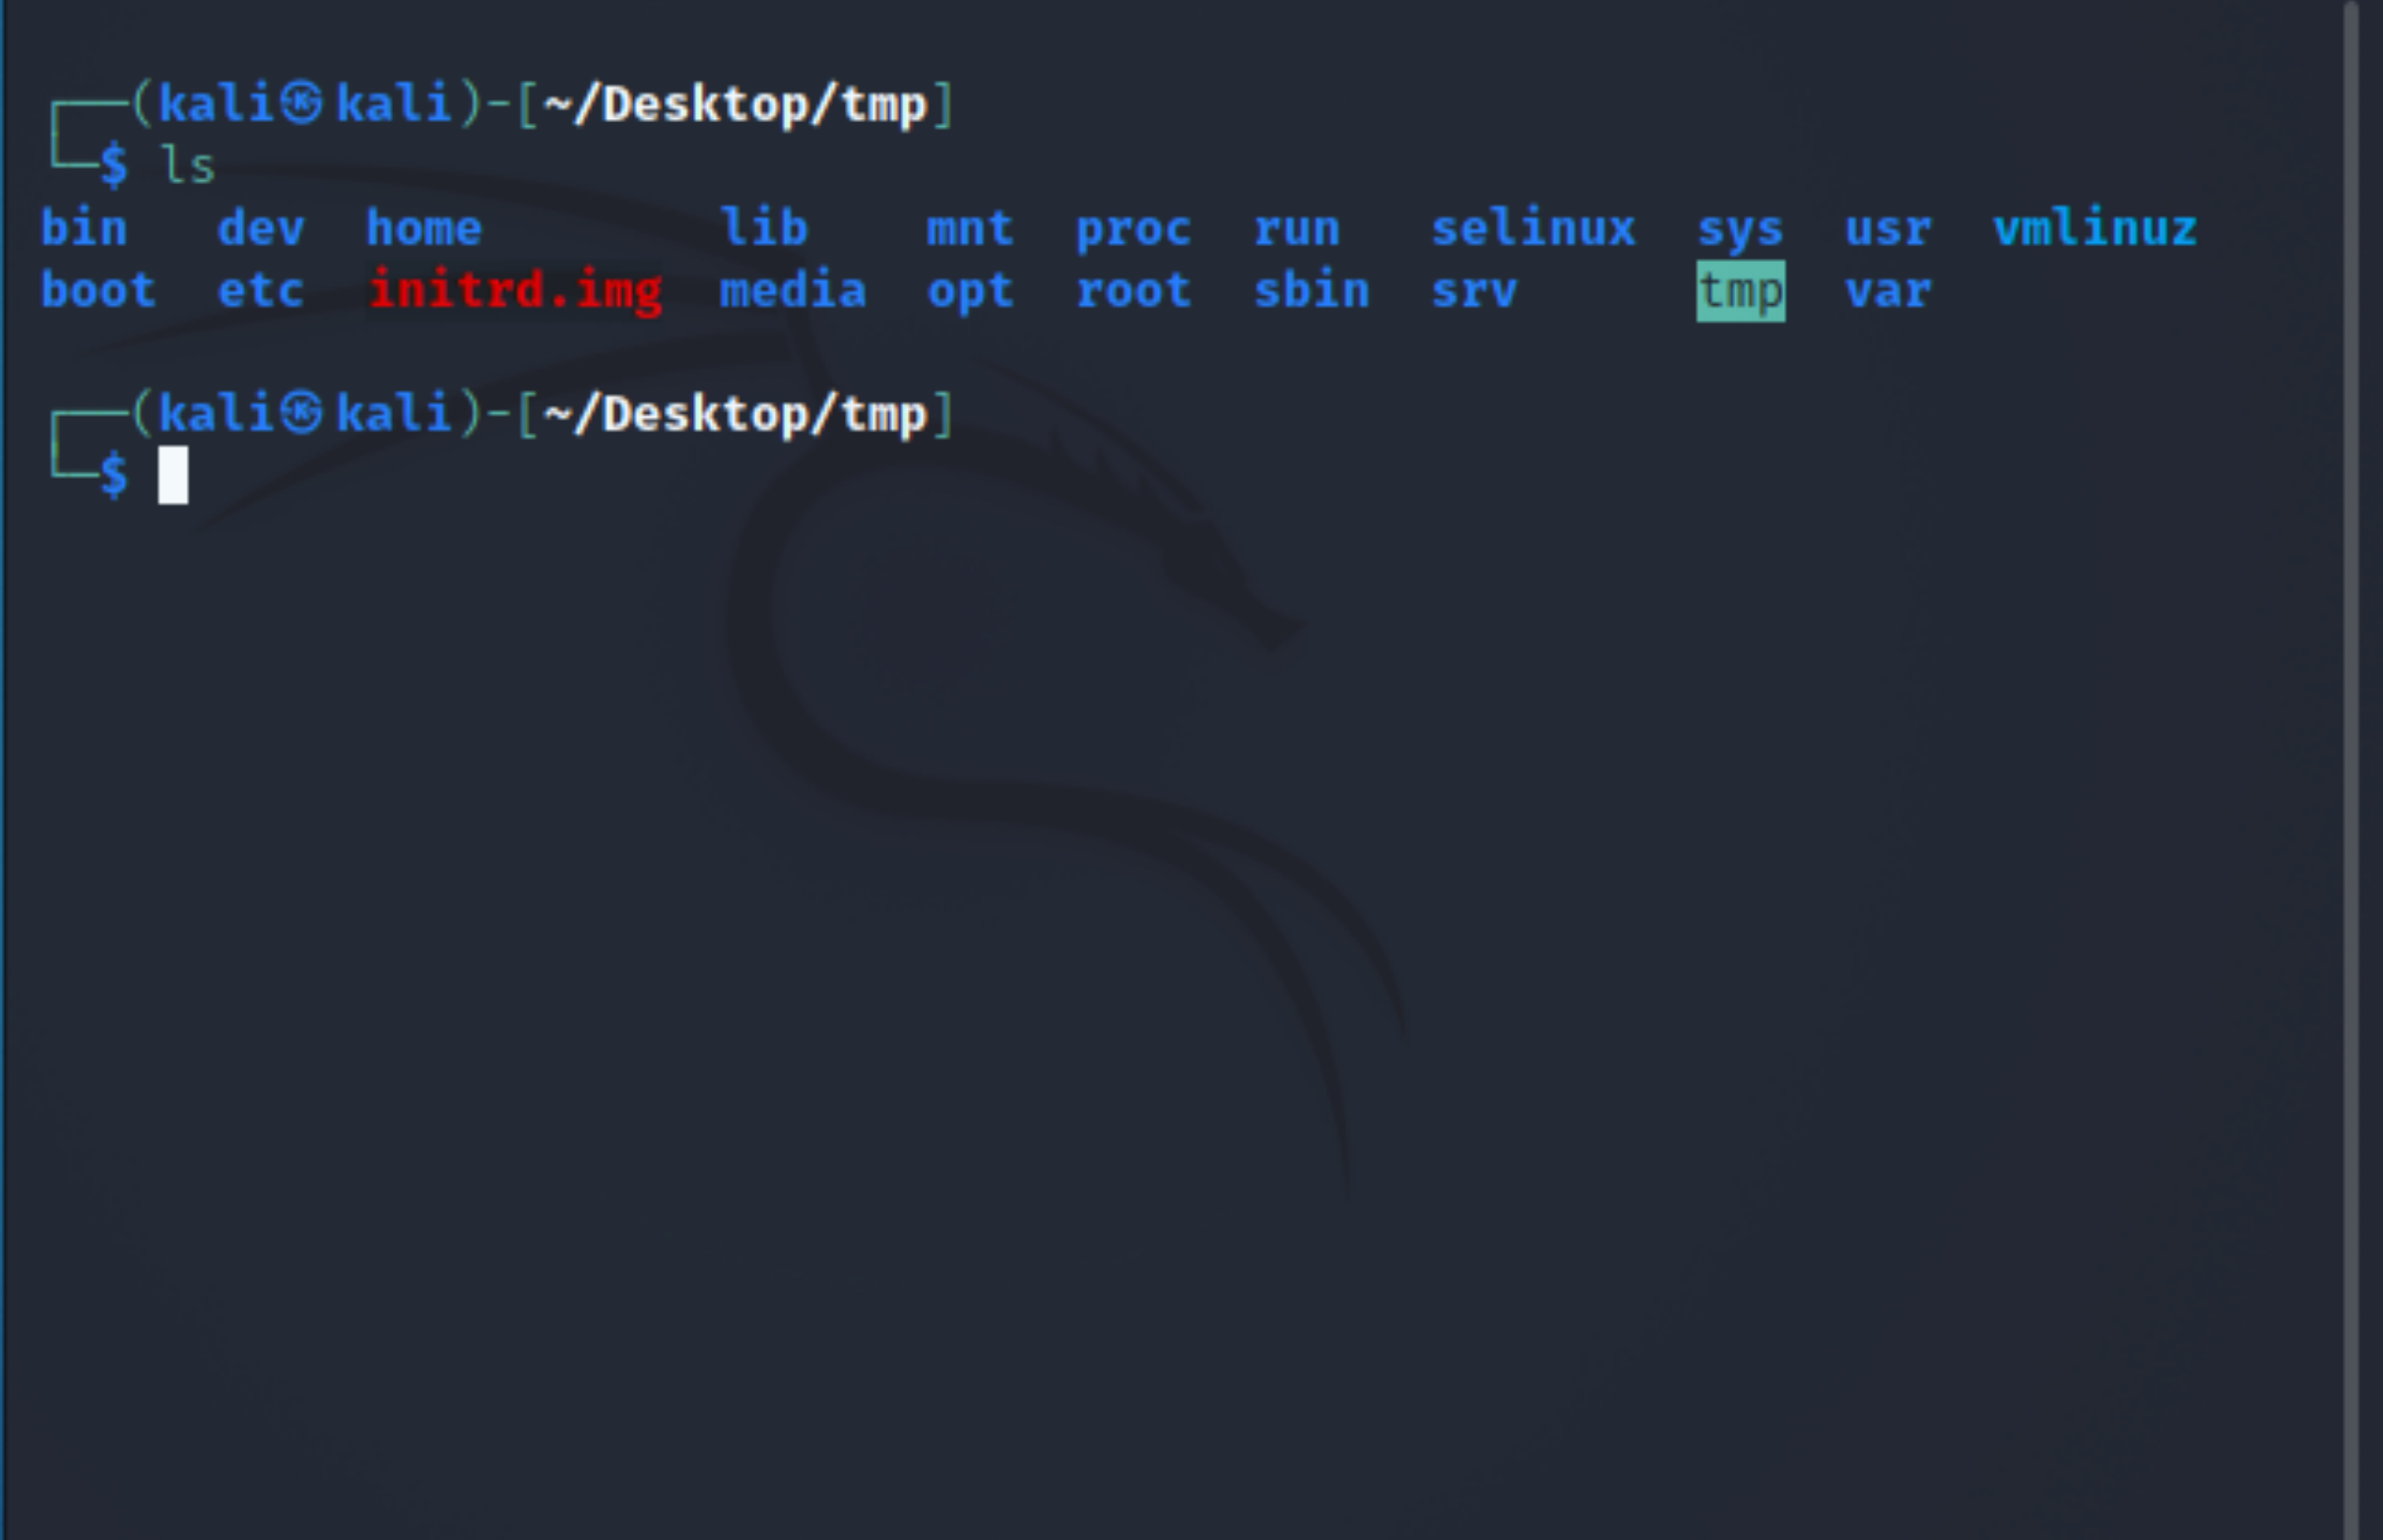 ┌──(kali㉿kali)-[~/Desktop/tmp]
└─$ ls
bin dev home lib mnt proc run selinux sys usr vmlinuz
boot etc initrd.img media opt root sbin srv tmp var
┌──(kali㉿kali)-[~/Desktop/tmp]
└─$